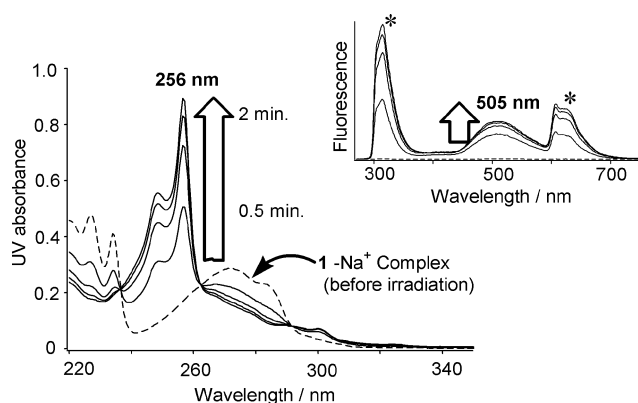 *
505 nm
*
Fluorescence
300 500 700
Wavelength / nm
256 nm
2 min.
0.5 min.
1 -Na+ Complex
(before irradiation)
UV absorbance
1.0
0.8
0.6
0.4
0.2
0
220 260 300 340
Wavelength / nm